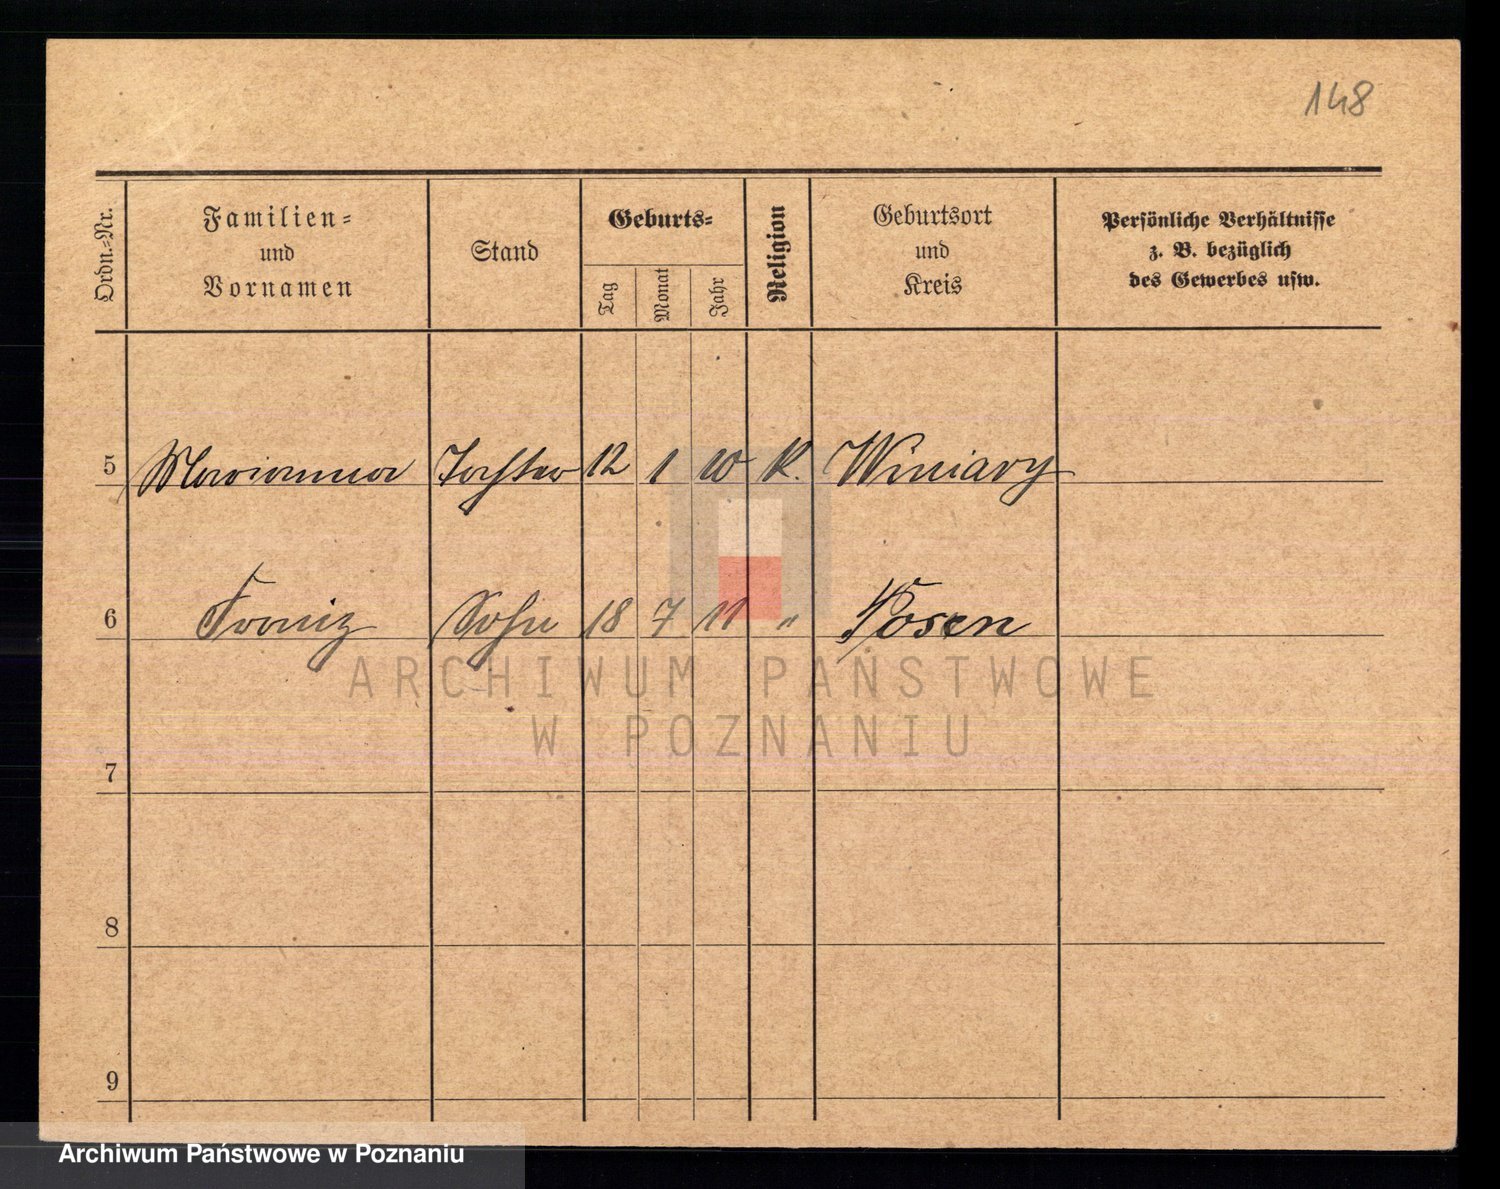 148
Ordn.-Nr.
Familien-
und
Vornamen
Stand
Geburts-
Tag
Monat
Jahr
Religion
Geburtsort
und
Kreis
Persönliche Verhältnisse
z. B. bezüglich
des Gewerbes usw.
5 Marianna Tochter 12 1 10 K. Winiary
6 Franz Sohn 18 7 11 " Posen
ARCHIWUM PAŃSTWOWE
W POZNANIU
7
8
9
Archiwum Państwowe w Poznaniu